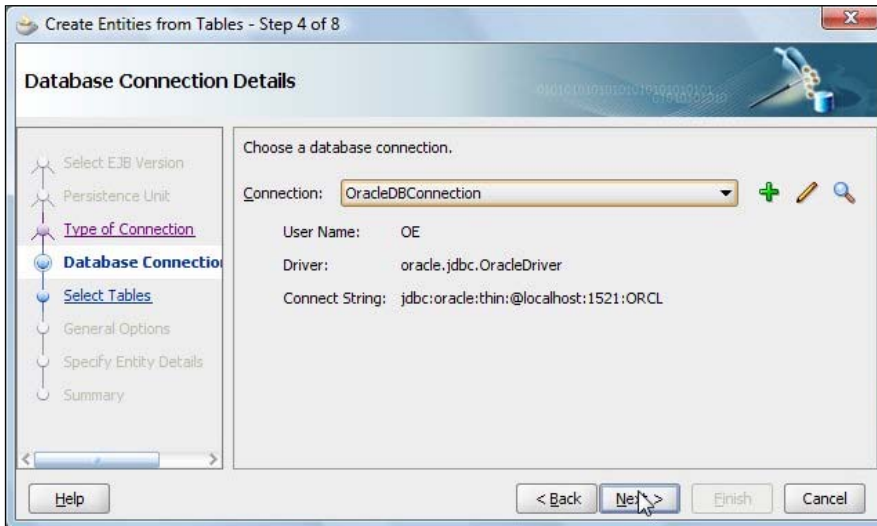 Create Entities from Tables - Step 4 of 8
Database Connection Details
Select EJB Version
Persistence Unit
Type of Connection
Database Connectio
Select Tables
General Options
Specify Entity Details
Summary
Choose a database connection.
Connection: OracleDBConnection
User Name: OE
Driver: oracle.jdbc.OracleDriver
Connect String: jdbc:oracle:thin:@localhost:1521:ORCL
Help
< Back
Next >
Finish
Cancel